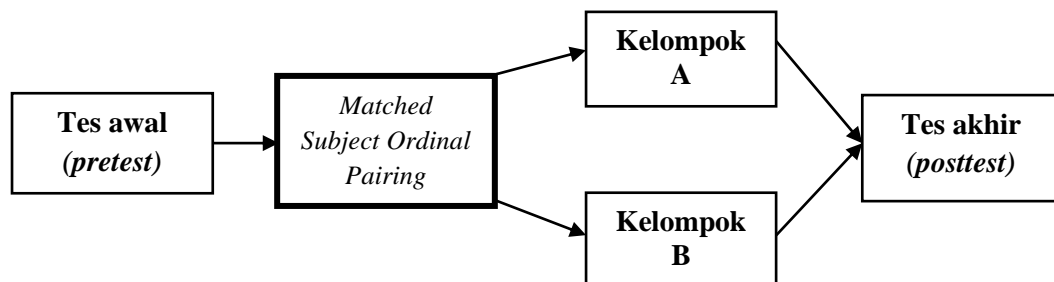 Tes awal
(pretest)
Matched
Subject Ordinal
Pairing
Kelompok
A
Kelompok
B
Tes akhir
(posttest)